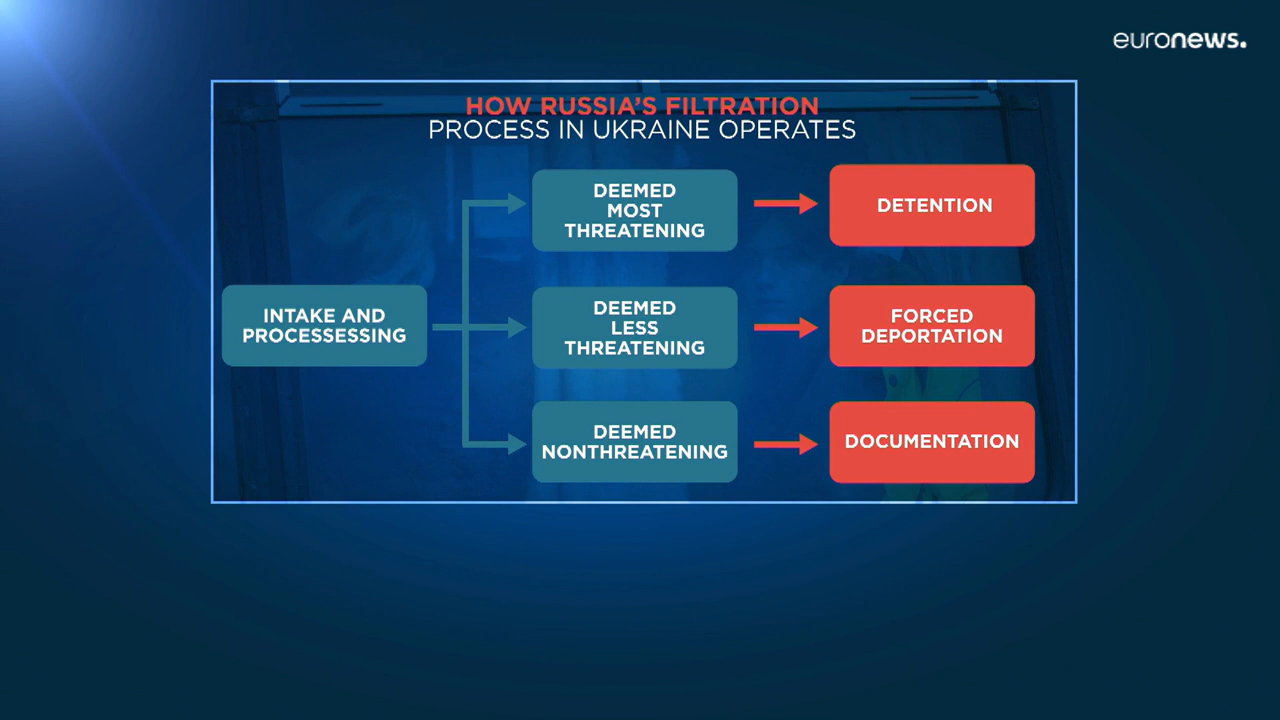 euronews.
HOW RUSSIA'S FILTRATION
PROCESS IN UKRAINE OPERATES
DEEMED
MOST
THREATENING
DETENTION
INTAKE AND
PROCESSESSING
DEEMED
LESS
THREATENING
FORCED
DEPORTATION
DEEMED
NONTHREATENING
DOCUMENTATION